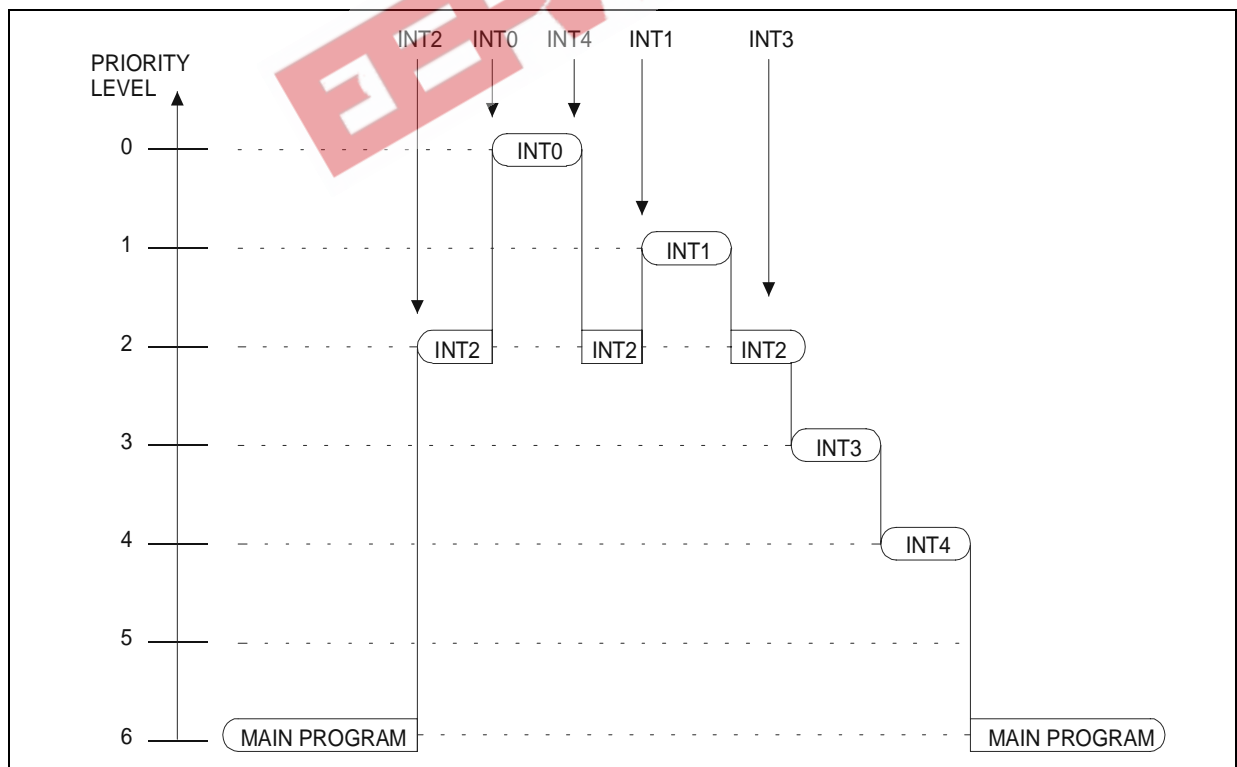 INT2 INT0 INT4 INT1 INT3
PRIORITY
LEVEL
0
INT0
1
INT1
2
INT2 INT2 INT2
3
INT3
4
INT4
5
6
MAIN PROGRAM MAIN PROGRAM